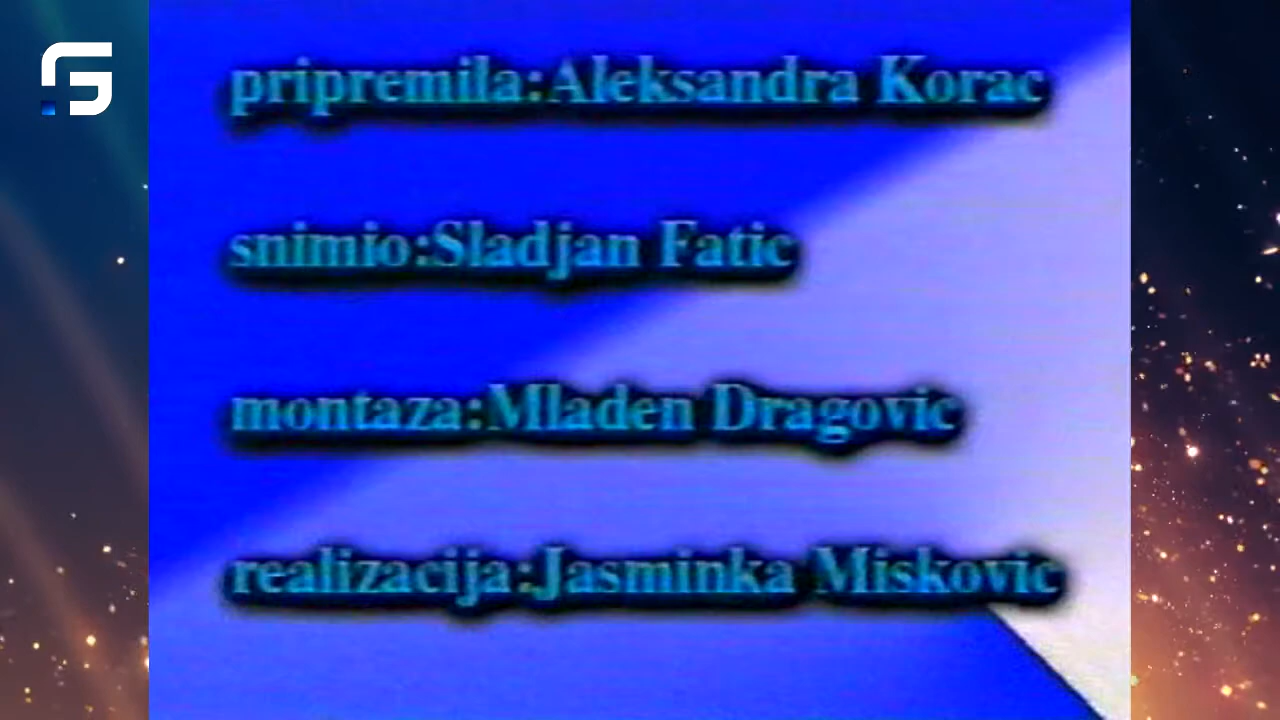 pripremila:Aleksandra Korac
snimio:Sladjan Fatic
montaza:Mladen Dragovic
realizacija:Jasminka Miskovic